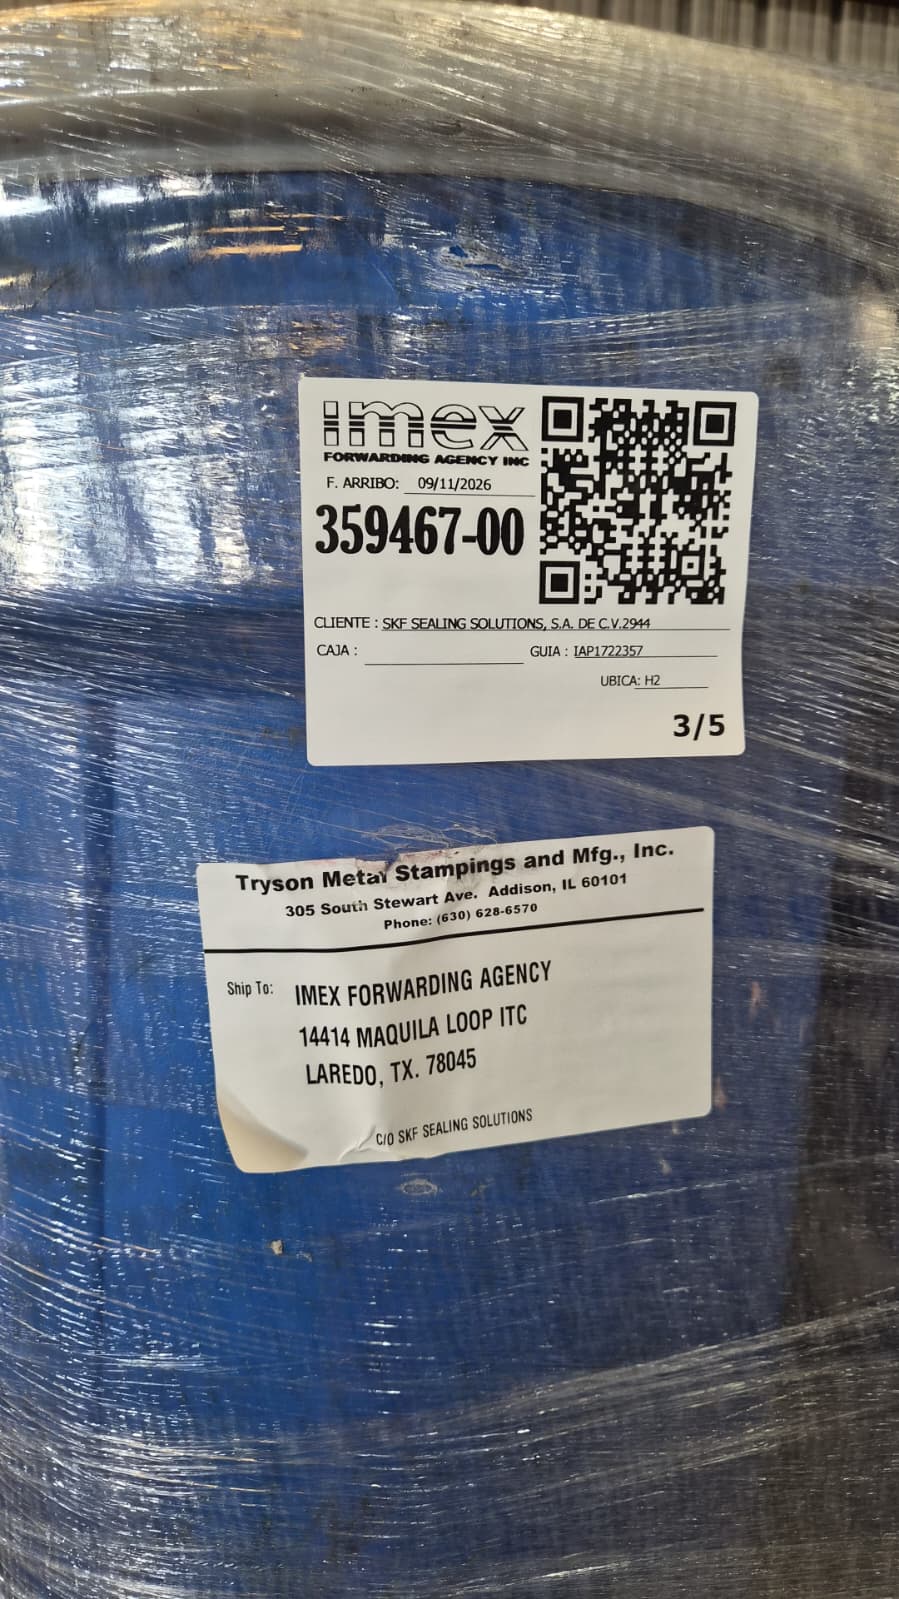 imex
FORWARDING AGENCY INC
F. ARRIBO: 09/11/2026
359467-00
CLIENTE : SKF SEALING SOLUTIONS, S.A. DE C.V.2944
CAJA :
GUIA : IAP1722357
UBICA: H2
3/5
Tryson Metal Stampings and Mfg., Inc.
305 South Stewart Ave. Addison, IL 60101
Phone: (630) 628-6570
Ship To: IMEX FORWARDING AGENCY
14414 MAQUILA LOOP ITC
LAREDO, TX. 78045
C/O SKF SEALING SOLUTIONS